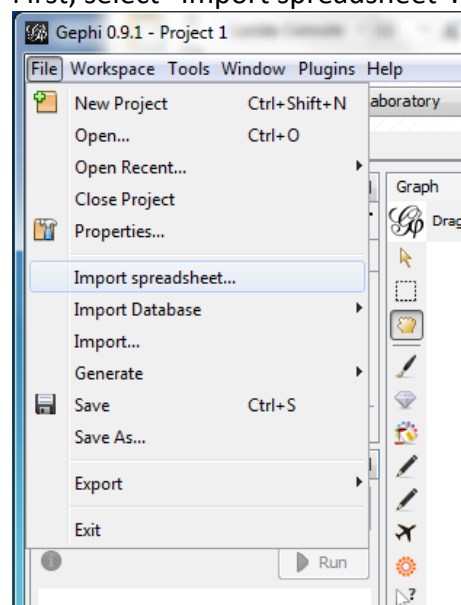 First, select "Import spreadsheet".
Gephi 0.9.1 - Project 1
File Workspace Tools Window Plugins Help
New Project Ctrl+Shift+N
aboratory
Open... Ctrl+O
Open Recent...
Close Project
Graph
Properties...
Drag
Import spreadsheet...
Import Database
Import...
Generate
Save Ctrl+S
Save As...
Export
Exit
Run